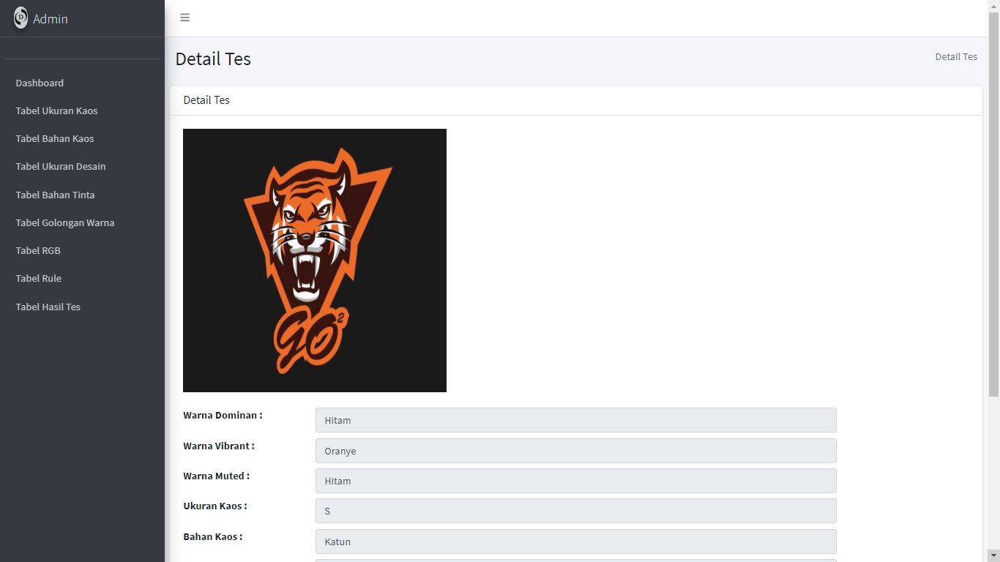 Admin
Dashboard
Tabel Ukuran Kaos
Tabel Bahan Kaos
Tabel Ukuran Desain
Tabel Bahan Tinta
Tabel Golongan Warna
Tabel RGB
Tabel Rule
Tabel Hasil Tes
Detail Tes
Detail Tes
Detail Tes
GO²
Warna Dominan : Hitam
Warna Vibrant : Oranye
Warna Muted : Hitam
Ukuran Kaos : S
Bahan Kaos : Katun